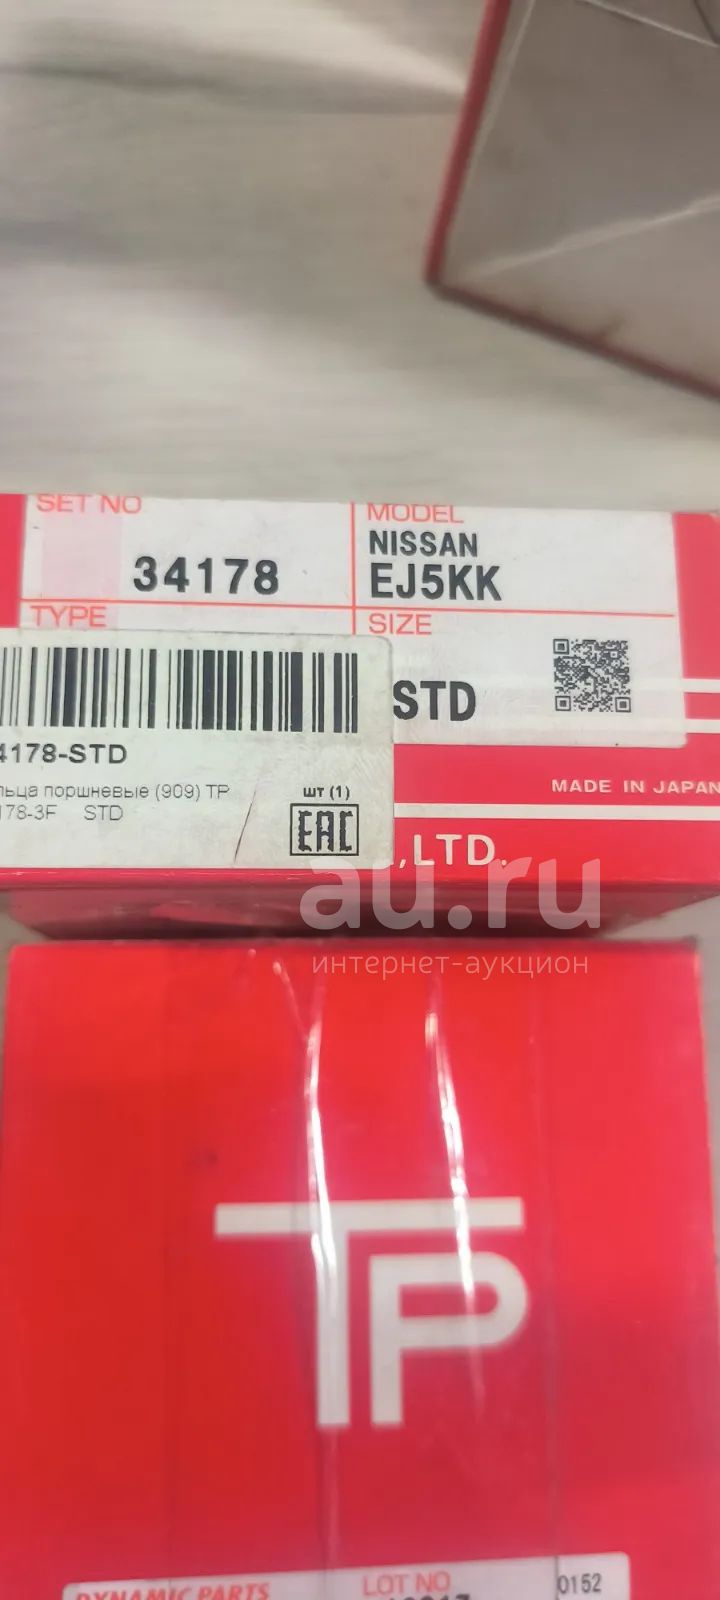 SET NO
MODEL
34178
NISSAN
EJ5KK
TYPE
SIZE
STD
4178-STD
льца поршневые (909) TP
178-3F STD
шт (1)
EAC
MADE IN JAPAN
,LTD.
au.ru
интернет-аукцион
TP
DYNAMIC PARTS
LOT NO
0152